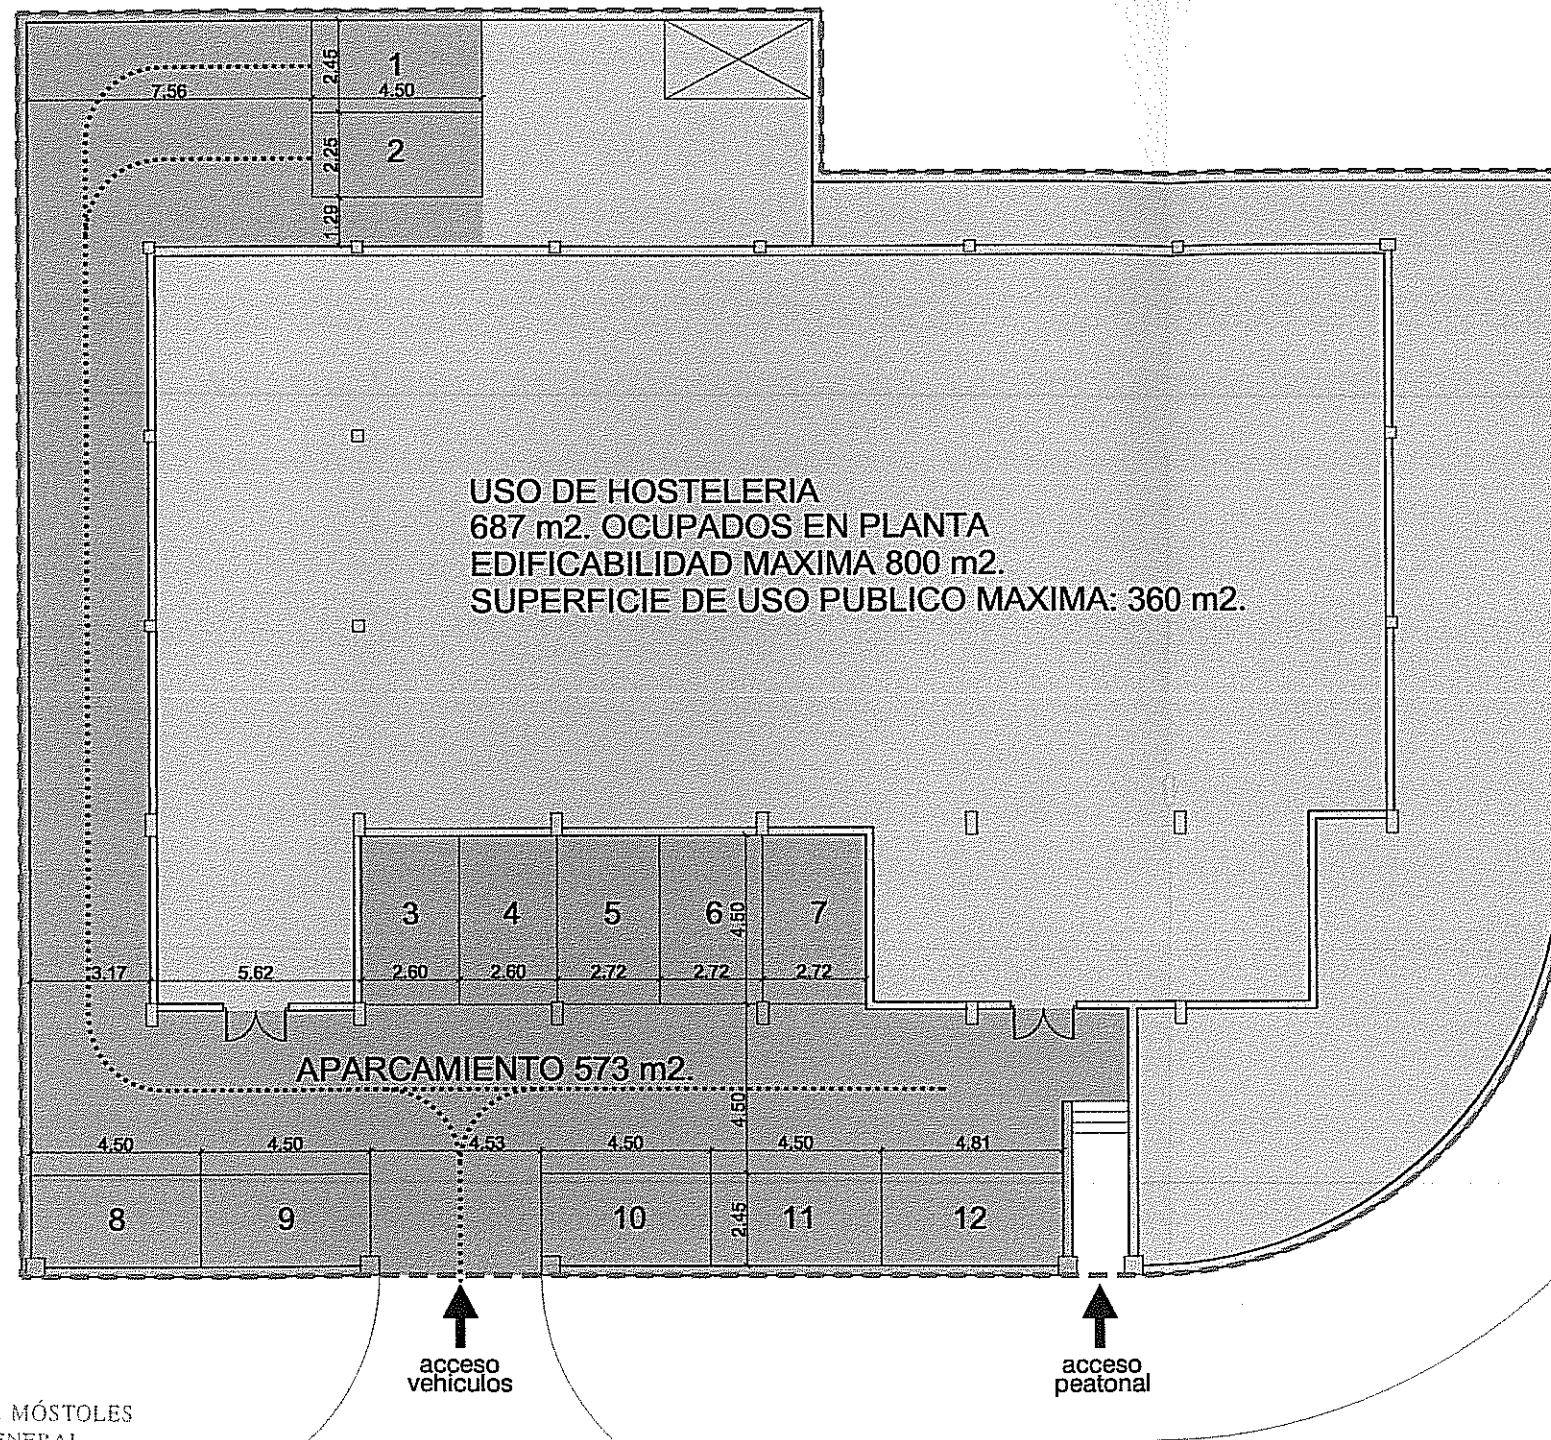 2.45
1
7.56
4.50
2.25
2
1.29
USO DE HOSTELERIA
687 m2. OCUPADOS EN PLANTA
EDIFICABILIDAD MAXIMA 800 m2.
SUPERFICIE DE USO PUBLICO MAXIMA: 360 m2.
3 4 5 6 4.50 7
3.17 5.62 2.60 2.60 2.72 2.72 2.72
APARCAMIENTO 573 m2.
4.50
4.50 4.50 4.53 4.50 4.50 4.81
8 9 10 2.45 11 12
acceso
vehículos
acceso
peatonal
MÓSTOLES